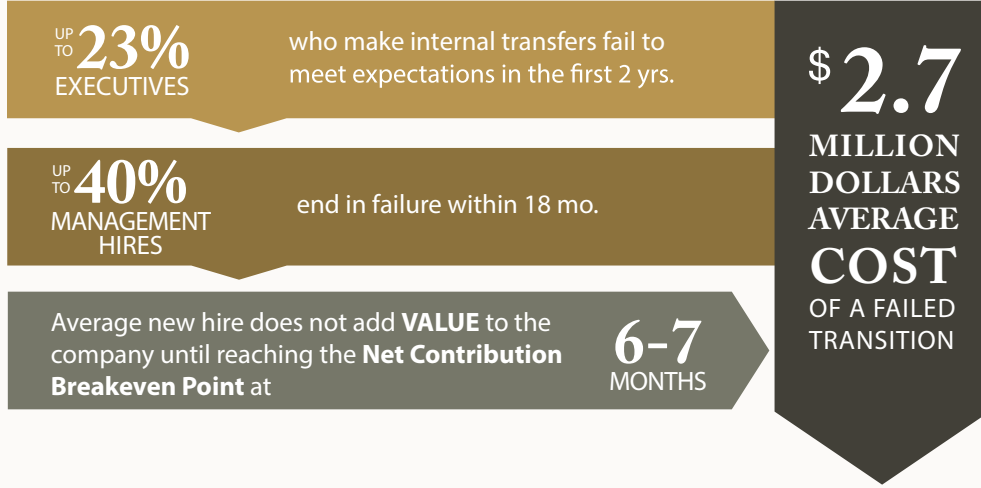 UP TO 23%
EXECUTIVES
who make internal transfers fail to
meet expectations in the first 2 yrs.
UP TO 40%
MANAGEMENT
HIRES
end in failure within 18 mo.
Average new hire does not add VALUE to the
company until reaching the Net Contribution
Breakeven Point at
6-7
MONTHS
$2.7
MILLION
DOLLARS
AVERAGE
COST
OF A FAILED
TRANSITION